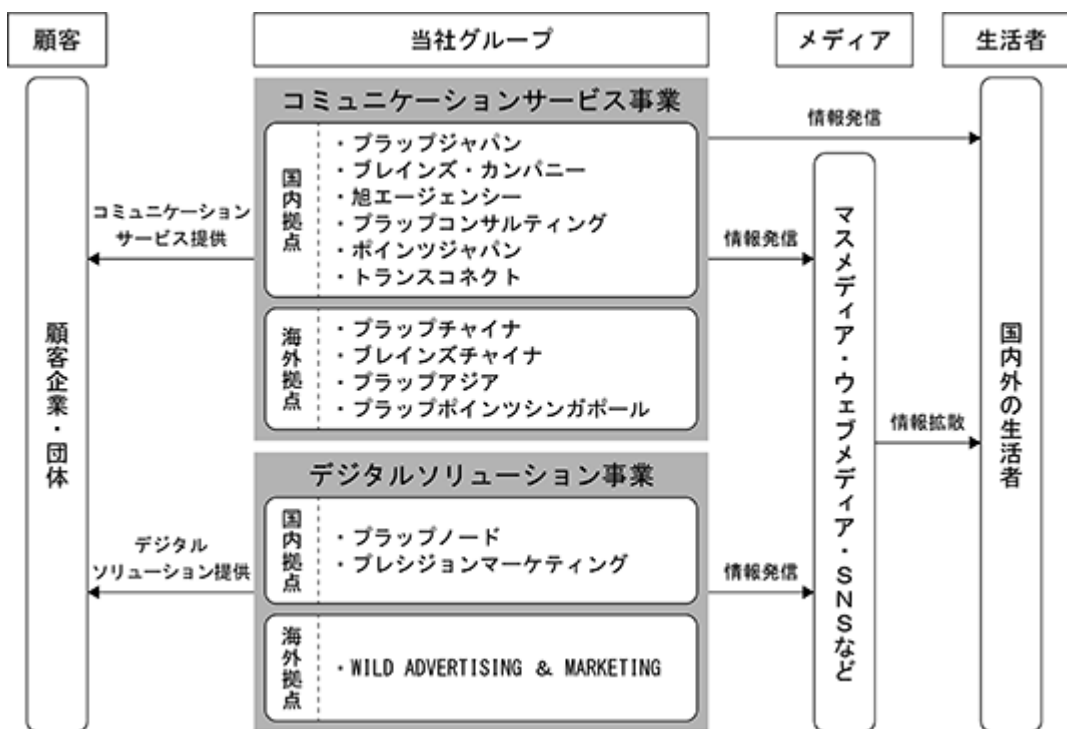 顧客
当社グループ
メディア
生活者
コミュニケーションサービス事業
国内拠点
・プラップジャパン
・ブレインズ・カンパニー
・旭エージェンシー
・プラップコンサルティング
・ポインツジャパン
・トランスコネクト
海外拠点
・プラップチャイナ
・ブレインズチャイナ
・プラップアジア
・プラップポインツシンガポール
デジタルソリューション事業
国内拠点
・プラップノード
・プレシジョンマーケティング
海外拠点
・WILD ADVERTISING & MARKETING
コミュニケーション
サービス提供
デジタル
ソリューション提供
顧客企業・団体
情報発信
情報発信
情報発信
マスメディア・ウェブメディア・SNSなど
情報拡散
国内外の生活者